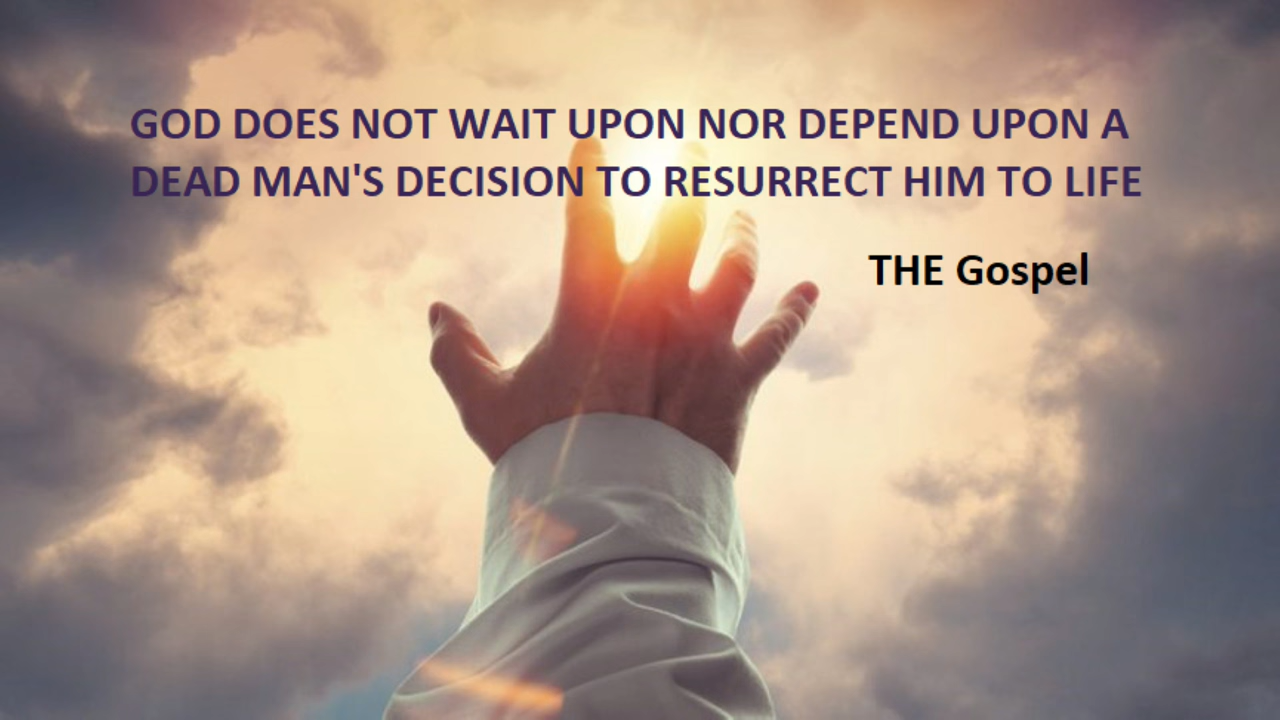 GOD DOES NOT WAIT UPON NOR DEPEND UPON A
DEAD MAN'S DECISION TO RESURRECT HIM TO LIFE
THE Gospel